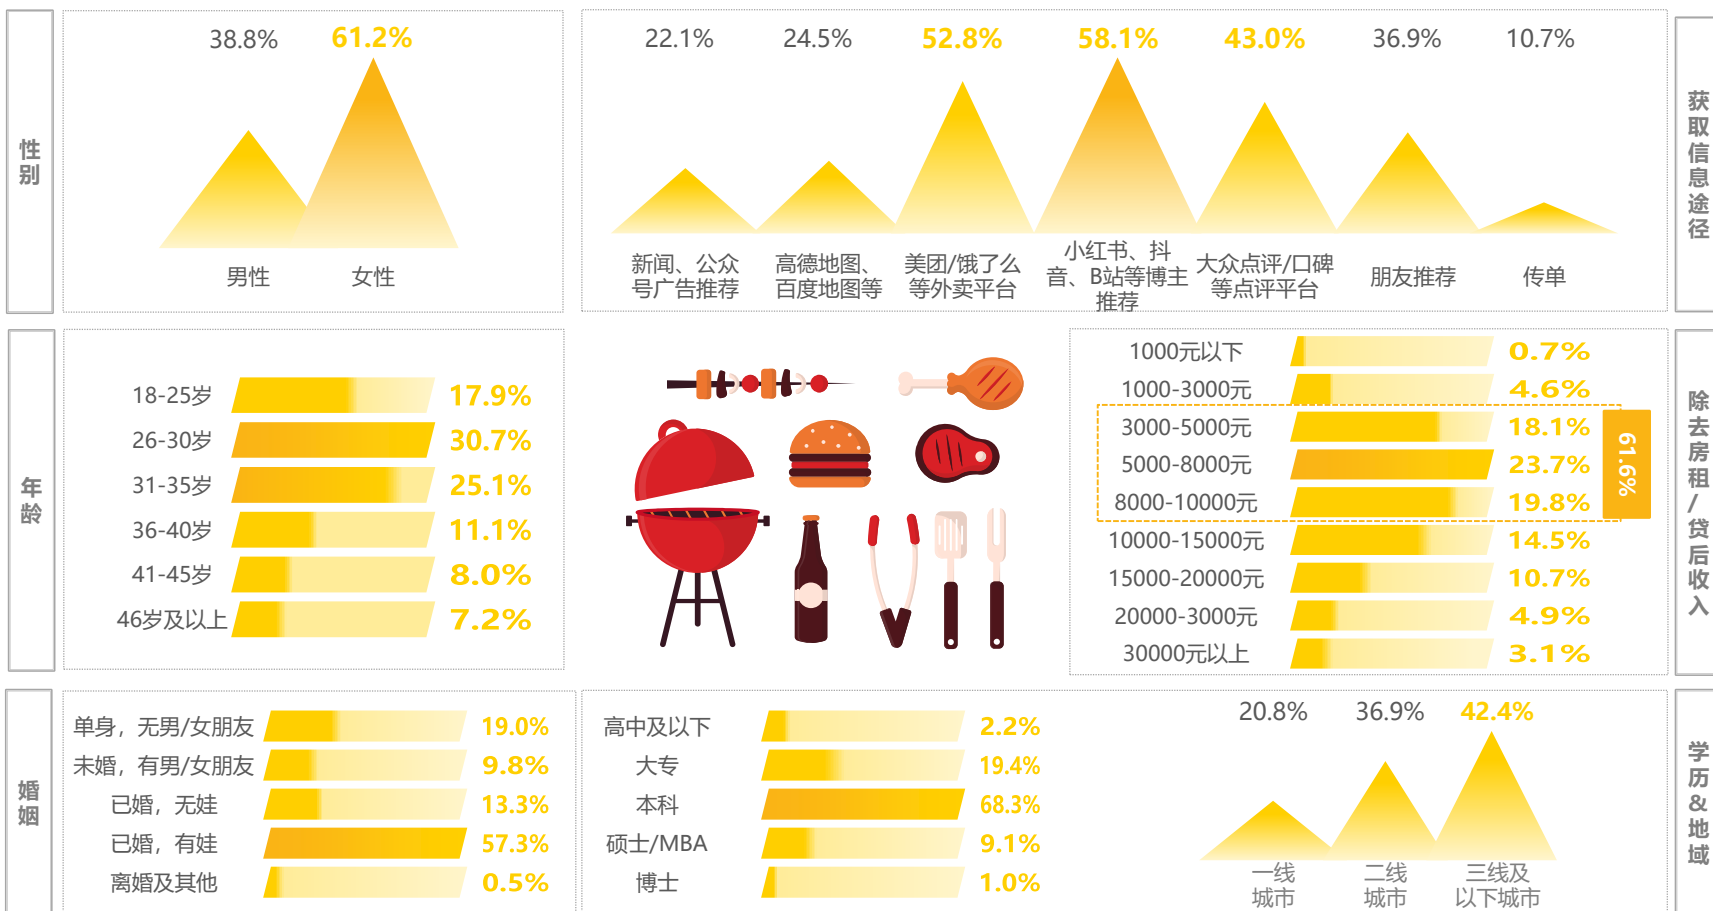 性别
38.8%
61.2%
男性
女性
获取信息途径
22.1%
24.5%
52.8%
58.1%
43.0%
36.9%
10.7%
新闻、公众
号广告推荐
高德地图、
百度地图等
美团/饿了么
等外卖平台
小红书、抖
音、B站等博主
推荐
大众点评/口碑
等点评平台
朋友推荐
传单
年龄
18-25岁 17.9%
26-30岁 30.7%
31-35岁 25.1%
36-40岁 11.1%
41-45岁 8.0%
46岁及以上 7.2%
除去房租/贷后收入
1000元以下 0.7%
1000-3000元 4.6%
3000-5000元 18.1%
5000-8000元 23.7%
8000-10000元 19.8%
61.6%
10000-15000元 14.5%
15000-20000元 10.7%
20000-3000元 4.9%
30000元以上 3.1%
婚姻
单身，无男/女朋友 19.0%
未婚，有男/女朋友 9.8%
已婚，无娃 13.3%
已婚，有娃 57.3%
离婚及其他 0.5%
高中及以下 2.2%
大专 19.4%
本科 68.3%
硕士/MBA 9.1%
博士 1.0%
学历&地域
20.8%
36.9%
42.4%
一线
城市
二线
城市
三线及
以下城市